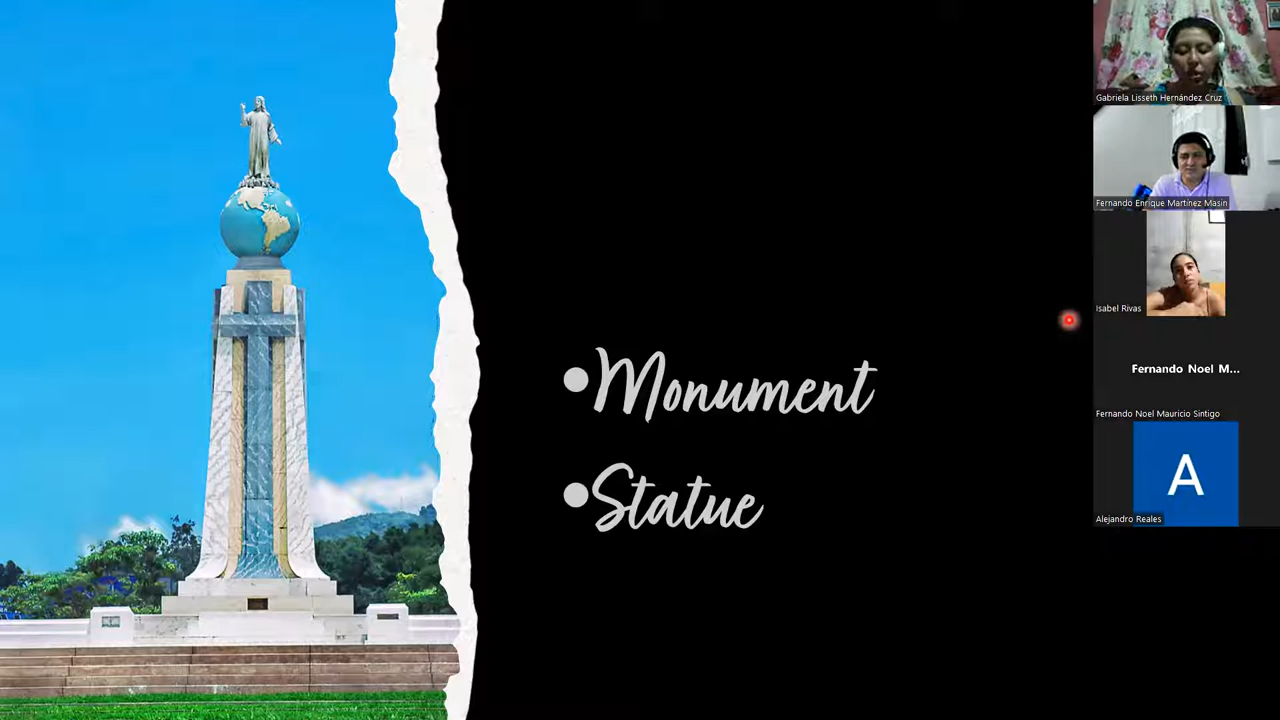 •Monument
•Statue
Gabriela Lisseth Hernández Cruz
Fernando Enrique Martínez Masin
Isabel Rivas
Fernando Noel M...
Fernando Noel Mauricio Sintigo
A
Alejandro Reales